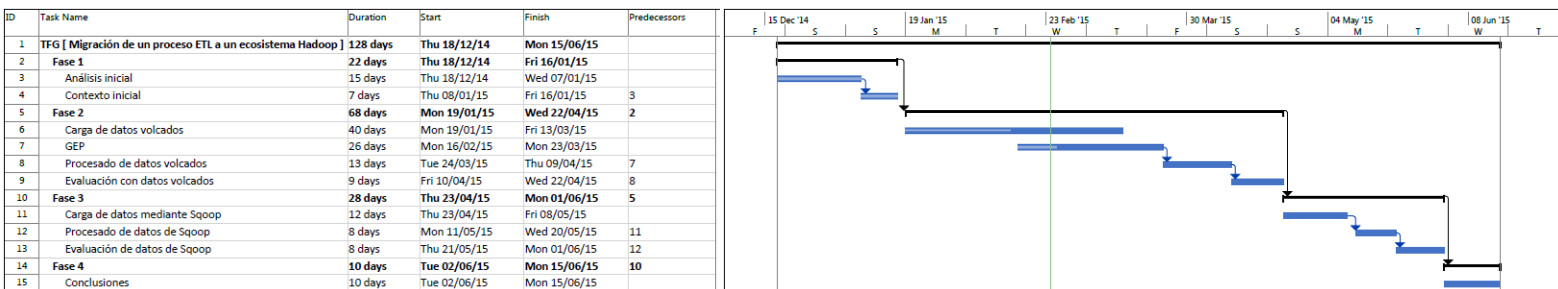 ID Task Name Duration Start Finish Predecessors
15 Dec '14 19 Jan '15 23 Feb '15 30 Mar '15 04 May '15 08 Jun '15
F S S M T W T F S S M T W T
1 TFG [ Migración de un proceso ETL a un ecosistema Hadoop ] 128 days Thu 18/12/14 Mon 15/06/15
2 Fase 1 22 days Thu 18/12/14 Fri 16/01/15
3 Análisis inicial 15 days Thu 18/12/14 Wed 07/01/15
4 Contexto inicial 7 days Thu 08/01/15 Fri 16/01/15 3
5 Fase 2 68 days Mon 19/01/15 Wed 22/04/15 2
6 Carga de datos volcados 40 days Mon 19/01/15 Fri 13/03/15
7 GEP 26 days Mon 16/02/15 Mon 23/03/15
8 Procesado de datos volcados 13 days Tue 24/03/15 Thu 09/04/15 7
9 Evaluación con datos volcados 9 days Fri 10/04/15 Wed 22/04/15 8
10 Fase 3 28 days Thu 23/04/15 Mon 01/06/15 5
11 Carga de datos mediante Sqoop 12 days Thu 23/04/15 Fri 08/05/15
12 Procesado de datos de Sqoop 8 days Mon 11/05/15 Wed 20/05/15 11
13 Evaluación de datos de Sqoop 8 days Thu 21/05/15 Mon 01/06/15 12
14 Fase 4 10 days Tue 02/06/15 Mon 15/06/15 10
15 Conclusiones 10 days Tue 02/06/15 Mon 15/06/15